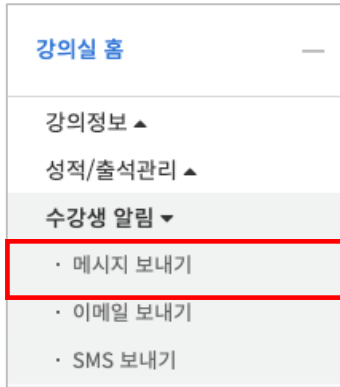 강의실 홈 —
강의정보 ▲
성적/출석관리 ▲
수강생 알림 ▼
· 메시지 보내기
· 이메일 보내기
· SMS 보내기